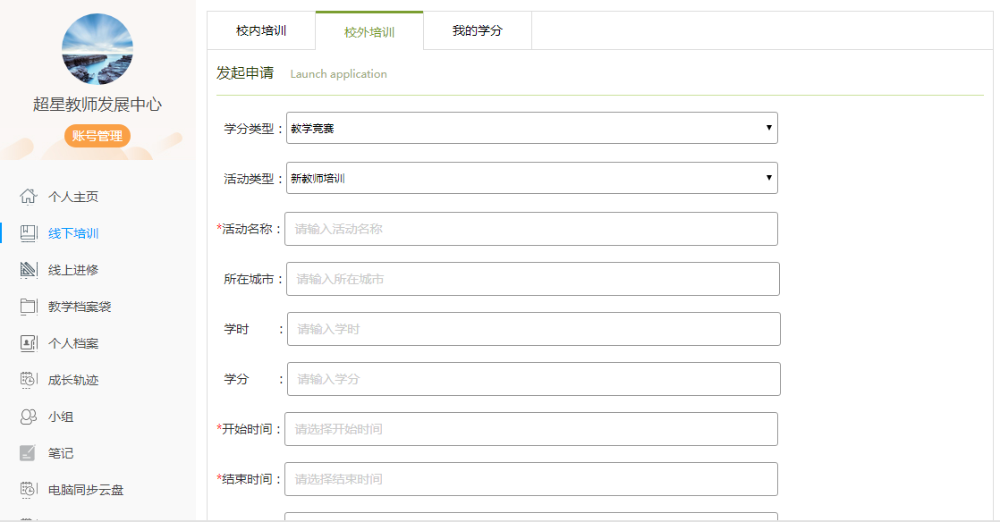 超星教师发展中心
账号管理
个人主页
线下培训
线上进修
教学档案袋
个人档案
成长轨迹
小组
笔记
电脑同步云盘
校内培训
校外培训
我的学分
发起申请 Launch application
学分类型： 教学竞赛
活动类型： 新教师培训
*活动名称： 请输入活动名称
所在城市： 请输入所在城市
学时 ： 请输入学时
学分 ： 请输入学分
*开始时间： 请选择开始时间
*结束时间： 请选择结束时间